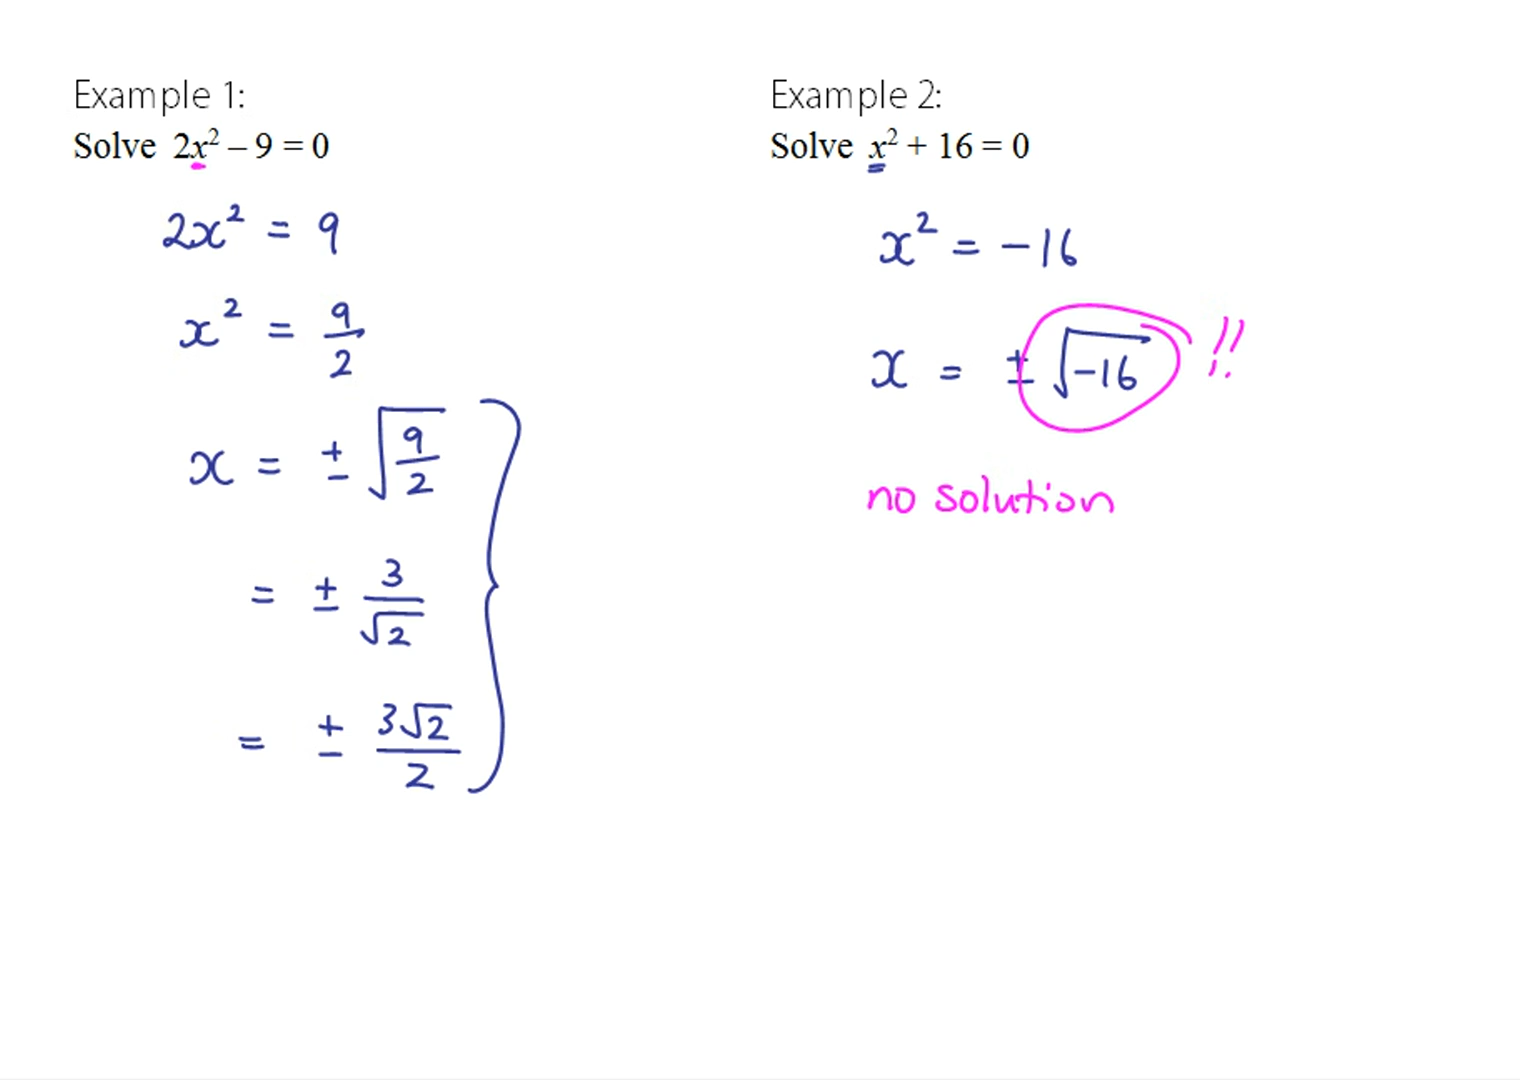 Example 1:
Solve 2x² – 9 = 0
2x² = 9
x² = 9/2
x = ± √(9/2)
= ± 3/√2
= ± 3√2/2
Example 2:
Solve x² + 16 = 0
x² = -16
x = ± √-16 !!
no solution